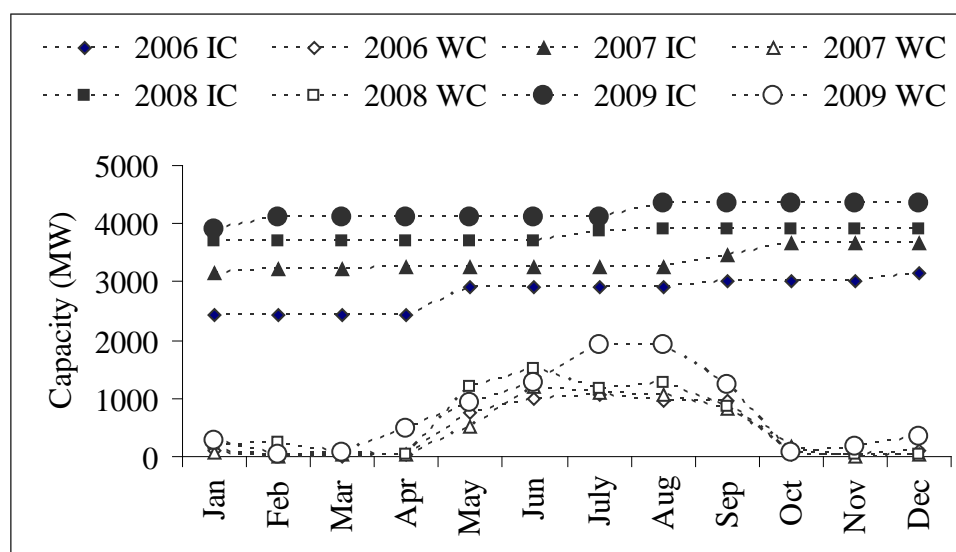 2006 IC 2006 WC 2007 IC 2007 WC
2008 IC 2008 WC 2009 IC 2009 WC
5000
4000
3000
2000
1000
0
Capacity (MW)
Jan Feb Mar Apr May Jun July Aug Sep Oct Nov Dec